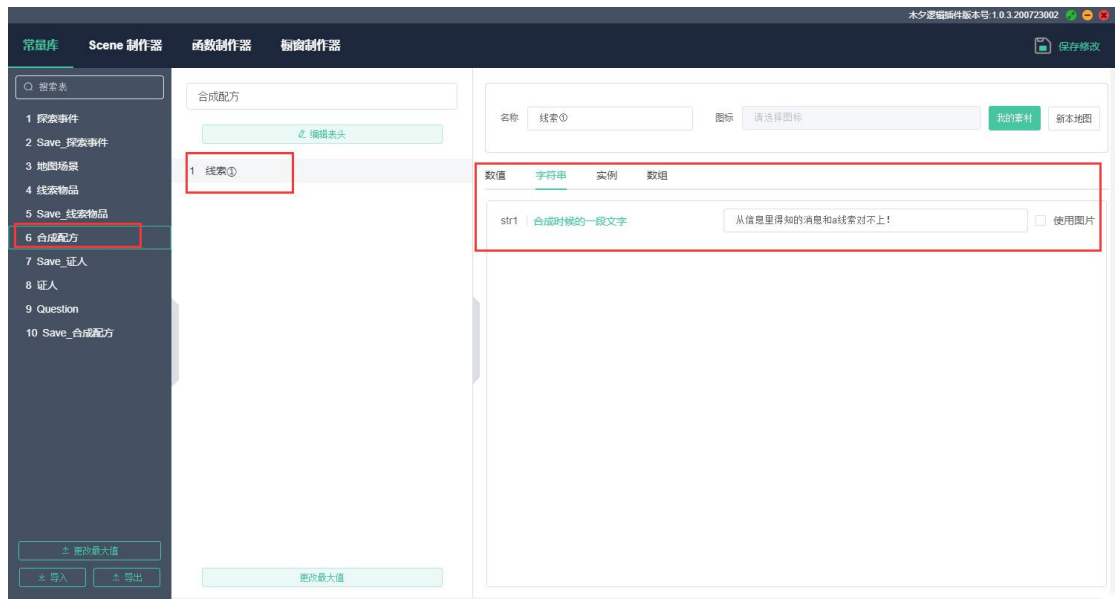 木夕逻辑插件版本号:1.0.3.200723002
常量库 Scene 制作器 函数制作器 橱窗制作器 保存修改
搜索表
1 探索事件
2 Save_探索事件
3 地图场景
4 线索物品
5 Save_线索物品
6 合成配方
7 Save_证人
8 证人
9 Question
10 Save_合成配方
更改最大值
导入 导出
合成配方
编辑表头
1 线索①
更改最大值
名称 线索① 图标 请选择图标 我的素材 新本地图
数值 字符串 实例 数组
str1 合成时候的一段文字 从信息里得知的消息和a线索对不上! 使用图片